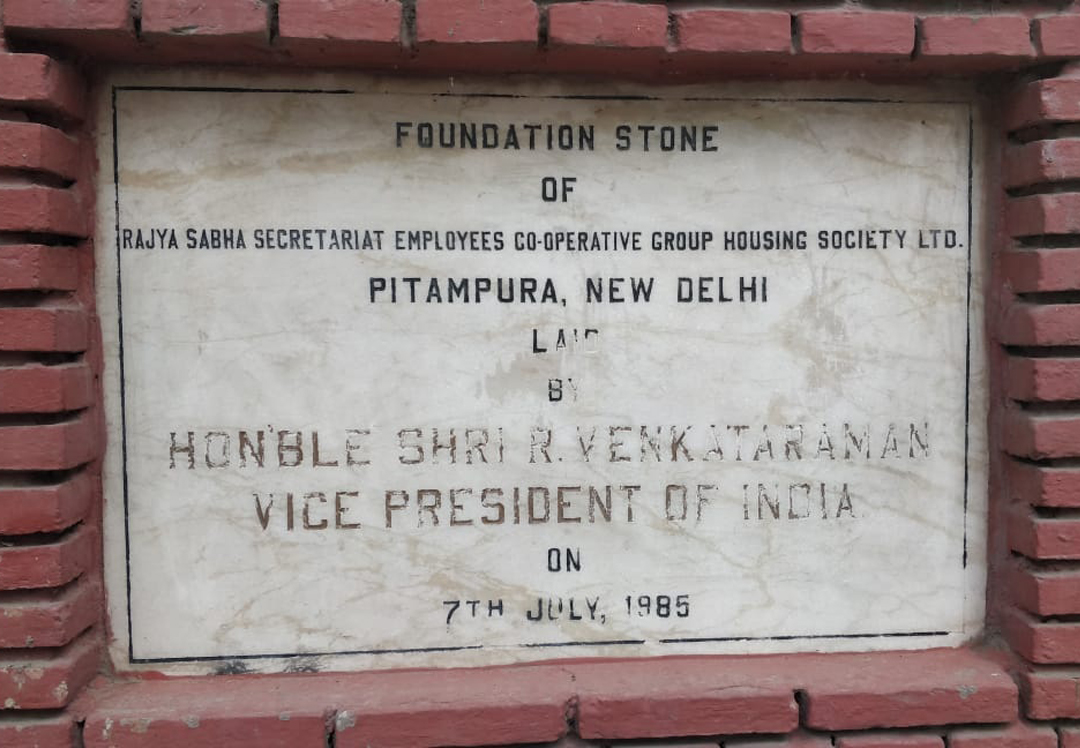 FOUNDATION STONE
OF
RAJYA SABHA SECRETARIAT EMPLOYEES CO-OPERATIVE GROUP HOUSING SOCIETY LTD.
PITAMPURA, NEW DELHI
LAID
BY
HON'BLE SHRI R. VENKATARAMAN
VICE PRESIDENT OF INDIA
ON
7TH JULY, 1985